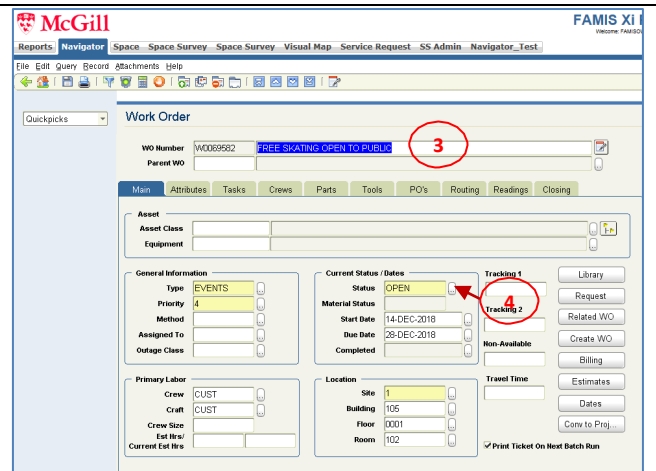 McGill
FAMIS Xi
Reports Navigator Space Space Survey Space Survey Visual Map Service Request SS Admin Navigator_Test
Welcome: FAMISQ
File Edit Query Record Attachments Help
Quickpicks
Work Order
WO Number W0069582 FREE SKATING OPEN TO PUBLIC 3
Parent WO
Main Attributes Tasks Crews Parts Tools PO's Routing Readings Closing
Asset
Asset Class
Equipment
General Information Current Status / Dates Tracking 1 Library
Type EVENTS Status OPEN
Priority 4 Material Status 4 Tracking 2 Request
Method Start Date 14-DEC-2018 Related WO
Assigned To Due Date 28-DEC-2018 Non-Available Create WO
Outage Class Completed Billing
Primary Labor Location Travel Time Estimates
Crew CUST Site 1
Craft CUST Building 105 Dates
Crew Size Floor 0001 Conv to Proj...
Est Hrs/
Current Est Hrs Room 102 Print Ticket On Next Batch Run